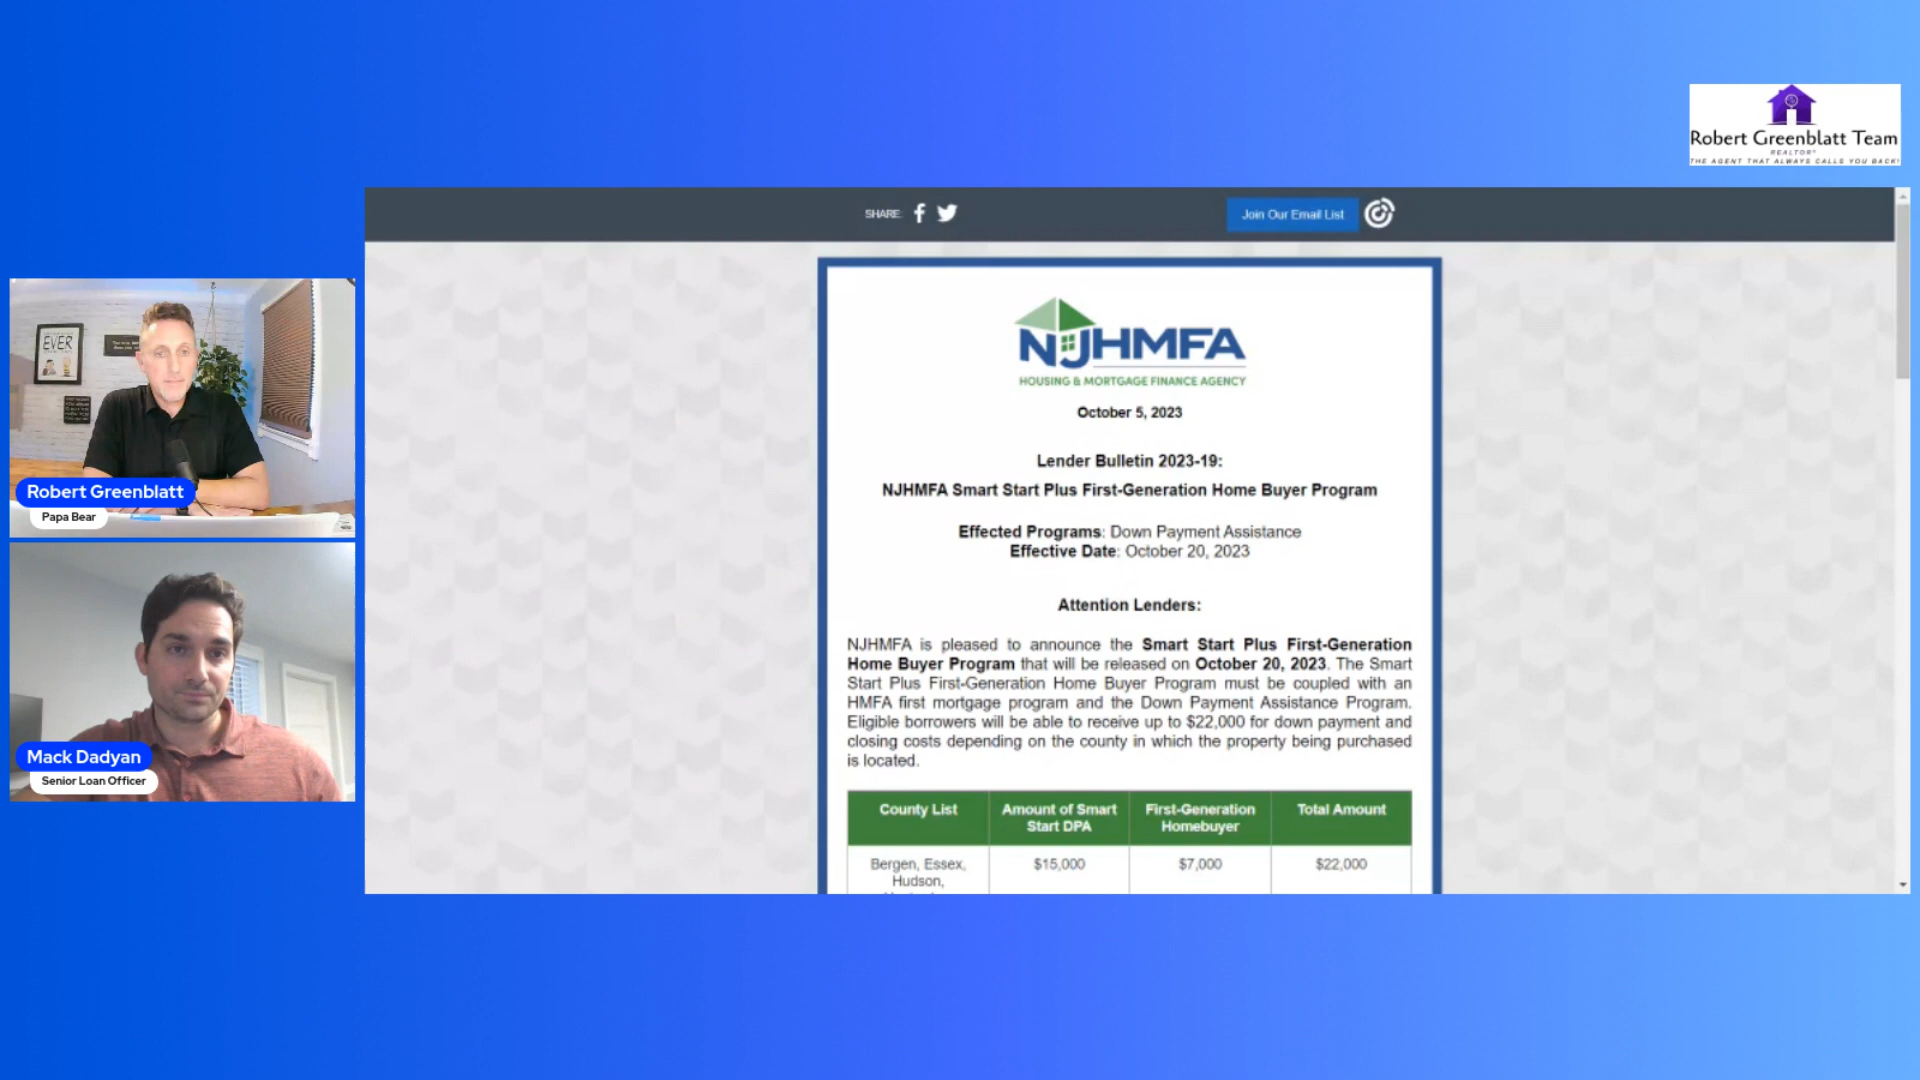 Robert Greenblatt Team
REALTOR®
THE AGENT THAT ALWAYS CALLS YOU BACK!
SHARE:
Join Our Email List
NJHMFA
HOUSING & MORTGAGE FINANCE AGENCY
October 5, 2023
Lender Bulletin 2023-19:
NJHMFA Smart Start Plus First-Generation Home Buyer Program
Effected Programs: Down Payment Assistance
Effective Date: October 20, 2023
Attention Lenders:
NJHMFA is pleased to announce the Smart Start Plus First-Generation
Home Buyer Program that will be released on October 20, 2023. The Smart
Start Plus First-Generation Home Buyer Program must be coupled with an
HMFA first mortgage program and the Down Payment Assistance Program.
Eligible borrowers will be able to receive up to $22,000 for down payment and
closing costs depending on the county in which the property being purchased
is located.
County List
Amount of Smart
Start DPA
First-Generation
Homebuyer
Total Amount
Bergen, Essex,
Hudson,
$15,000
$7,000
$22,000
EVER
Robert Greenblatt
Papa Bear
Mack Dadyan
Senior Loan Officer